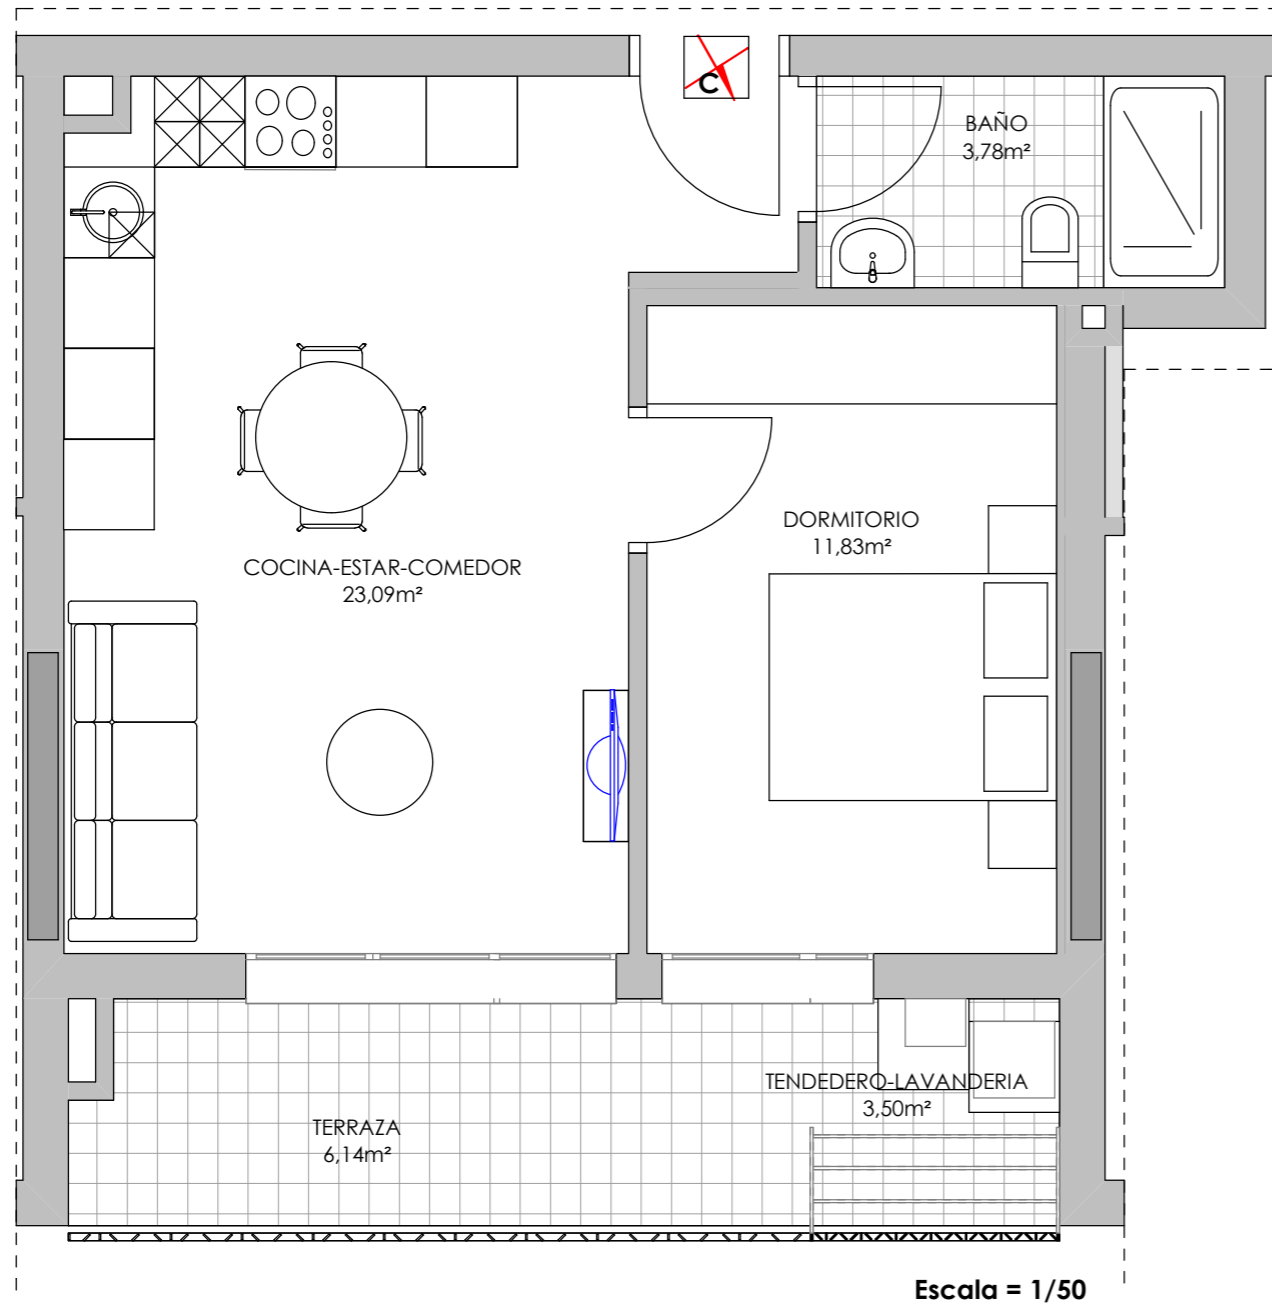 C
BAÑO
3,78m²
DORMITORIO
11,83m²
COCINA-ESTAR-COMEDOR
23,09m²
TENDEDERO-LAVANDERIA
3,50m²
TERRAZA
6,14m²
Escala = 1/50